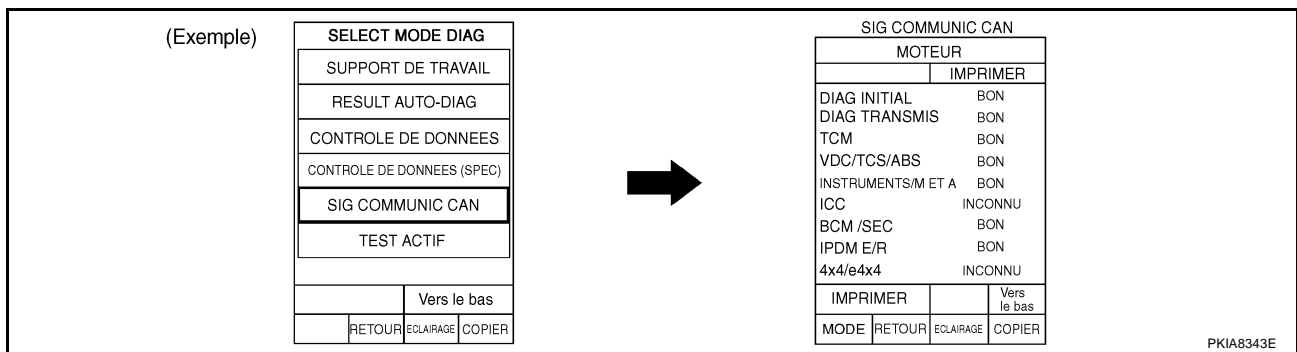 (Exemple)
SELECT MODE DIAG
SUPPORT DE TRAVAIL
RESULT AUTO-DIAG
CONTROLE DE DONNEES
CONTROLE DE DONNEES (SPEC)
SIG COMMUNIC CAN
TEST ACTIF
Vers le bas
RETOUR ECLAIRAGE COPIER
SIG COMMUNIC CAN
MOTEUR
IMPRIMER
DIAG INITIAL BON
DIAG TRANSMIS BON
TCM BON
VDC/TCS/ABS BON
INSTRUMENTS/M ET A BON
ICC INCONNU
BCM /SEC BON
IPDM E/R BON
4x4/e4x4 INCONNU
IMPRIMER Vers
le bas
MODE RETOUR ECLAIRAGE COPIER
PKIA8343E